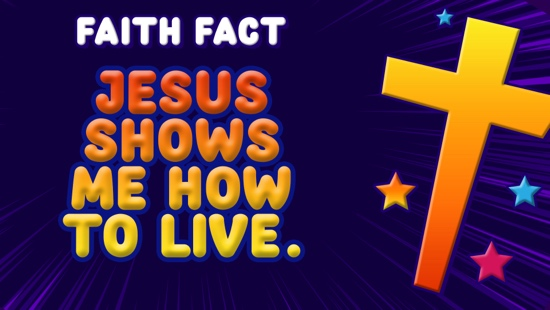 FAITH FACT
JESUS
SHOWS
ME HOW
TO LIVE.